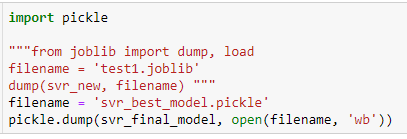 import pickle
"""from joblib import dump, load
filename = 'test1.joblib'
dump(svr_new, filename) """
filename = 'svr_best_model.pickle'
pickle.dump(svr_final_model, open(filename, 'wb'))